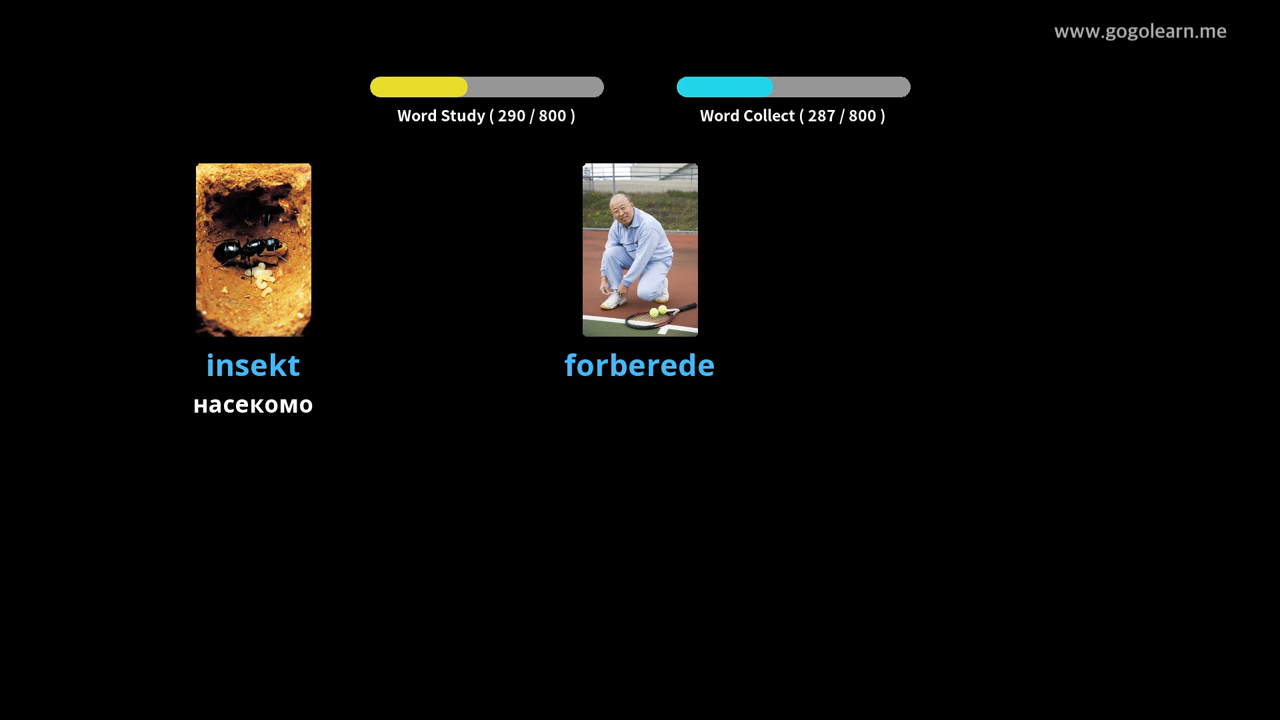 www.gogolearn.me
Word Study ( 290 / 800 )
Word Collect ( 287 / 800 )
insekt
насекомо
forberede